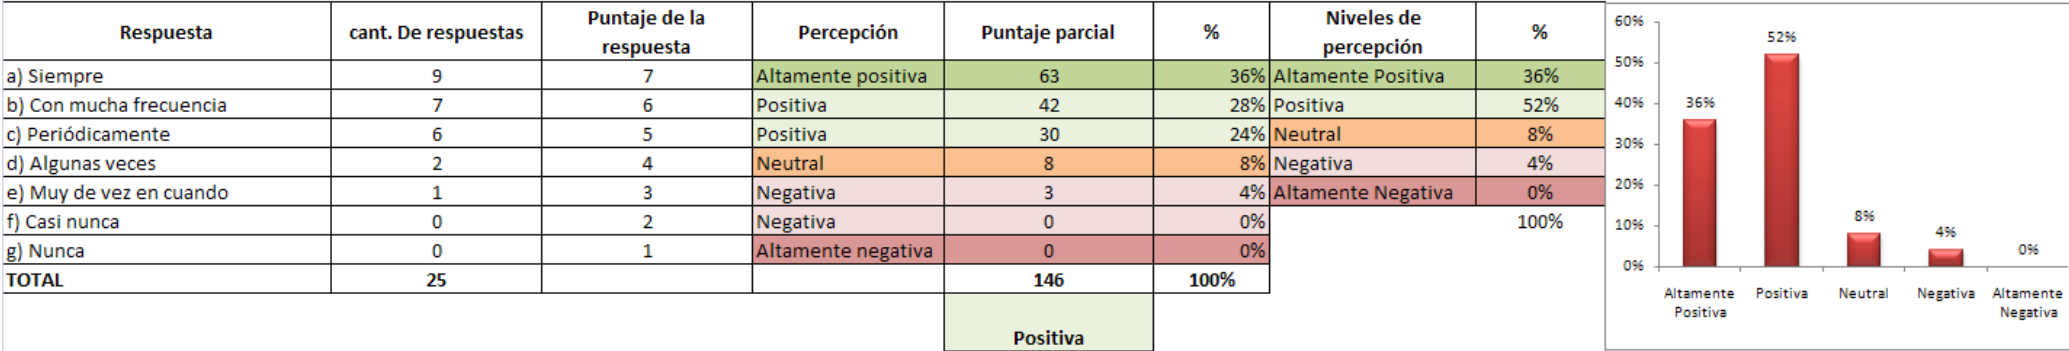 Respuesta cant. De respuestas Puntaje de la respuesta Percepción Puntaje parcial % Niveles de percepción %
a) Siempre 9 7 Altamente positiva 63 36% Altamente Positiva 36%
b) Con mucha frecuencia 7 6 Positiva 42 28% Positiva 52%
c) Periódicamente 6 5 Positiva 30 24% Neutral 8%
d) Algunas veces 2 4 Neutral 8 8% Negativa 4%
e) Muy de vez en cuando 1 3 Negativa 3 4% Altamente Negativa 0%
f) Casi nunca 0 2 Negativa 0 0% 100%
g) Nunca 0 1 Altamente negativa 0 0%
TOTAL 25 146 100%
Positiva
60%
50%
40%
30%
20%
10%
0%
36%
52%
8%
4%
0%
Altamente Positiva
Positiva
Neutral
Negativa
Altamente Negativa